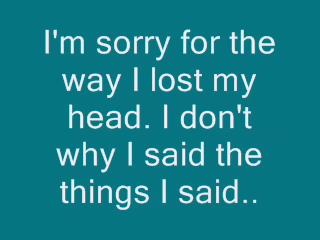 I'm sorry for the
way I lost my
head. I don't
why I said the
things I said..